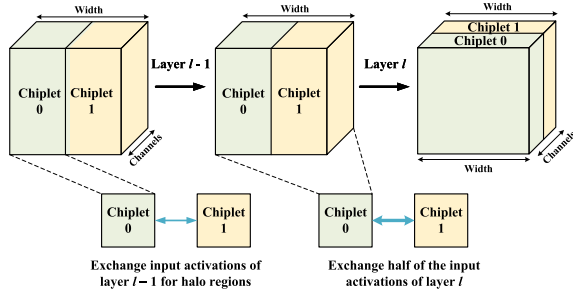 Width
Width
Chiplet 1
Chiplet 0
Chiplet
0
Chiplet
1
Channels
Layer l - 1
Chiplet
0
Chiplet
1
Layer l
Width
Channels
Chiplet
0
Chiplet
1
Chiplet
0
Chiplet
1
Exchange input activations of
layer l – 1 for halo regions
Exchange half of the input
activations of layer l